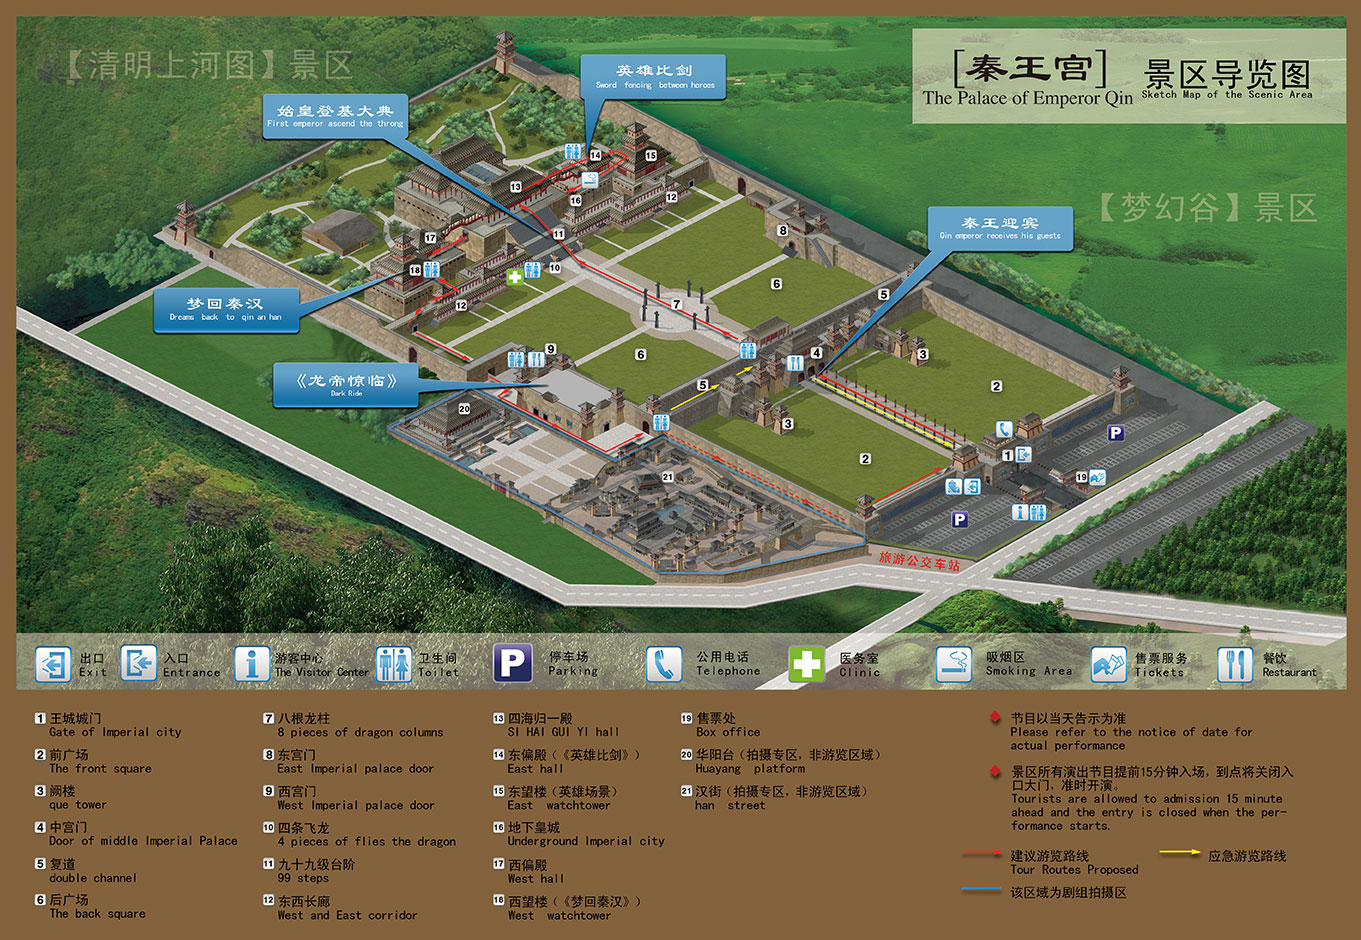 【清明上河图】景区
[秦王宫]
The Palace of Emperor Qin
景区导览图
Sketch Map of the Scenic Area
英雄比剑
Sword fencing between heroes
始皇登基大典
First emperor ascend the throng
【梦幻谷】景区
秦王迎宾
Qin emperor receives his guests
梦回秦汉
Dreams back to qin an han
《龙帝惊临》
Dark Ride
14
15
13
16
12
17
11
8
18
10
6
5
7
12
9
6
4
3
5
2
20
3
2
1
21
19
P
P
旅游公交车站
出口
Exit
入口
Entrance
游客中心
The Visitor Center
卫生间
Toilet
P
停车场
Parking
公用电话
Telephone
医务室
Clinic
吸烟区
Smoking Area
售票服务
Tickets
餐饮
Restaurant
1 王城城门
Gate of Imperial city
2 前广场
The front square
3 阙楼
que tower
4 中宫门
Door of middle Imperial Palace
5 复道
double channel
6 后广场
The back square
7 八根龙柱
8 pieces of dragon columns
8 东宫门
East Imperial palace door
9 西宫门
West Imperial palace door
10 四条飞龙
4 pieces of flies the dragon
11 九十九级台阶
99 steps
12 东西长廊
West and East corridor
13 四海归一殿
SI HAI GUI YI hall
14 东偏殿（《英雄比剑》）
East hall
15 东望楼（英雄场景）
East watchtower
16 地下皇城
Underground Imperial city
17 西偏殿
West hall
18 西望楼（《梦回秦汉》）
West watchtower
19 售票处
Box office
20 华阳台（拍摄专区，非游览区域）
Huayang platform
21 汉街（拍摄专区，非游览区域）
han street
节目以当天告示为准
Please refer to the notice of date for
actual performance
景区所有演出节目提前15分钟入场，到点将关闭入
口大门，准时开演。
Tourists are allowed to admission 15 minute
ahead and the entry is closed when the per-
formance starts.
建议游览路线
Tour Routes Proposed
应急游览路线
该区域为剧组拍摄区